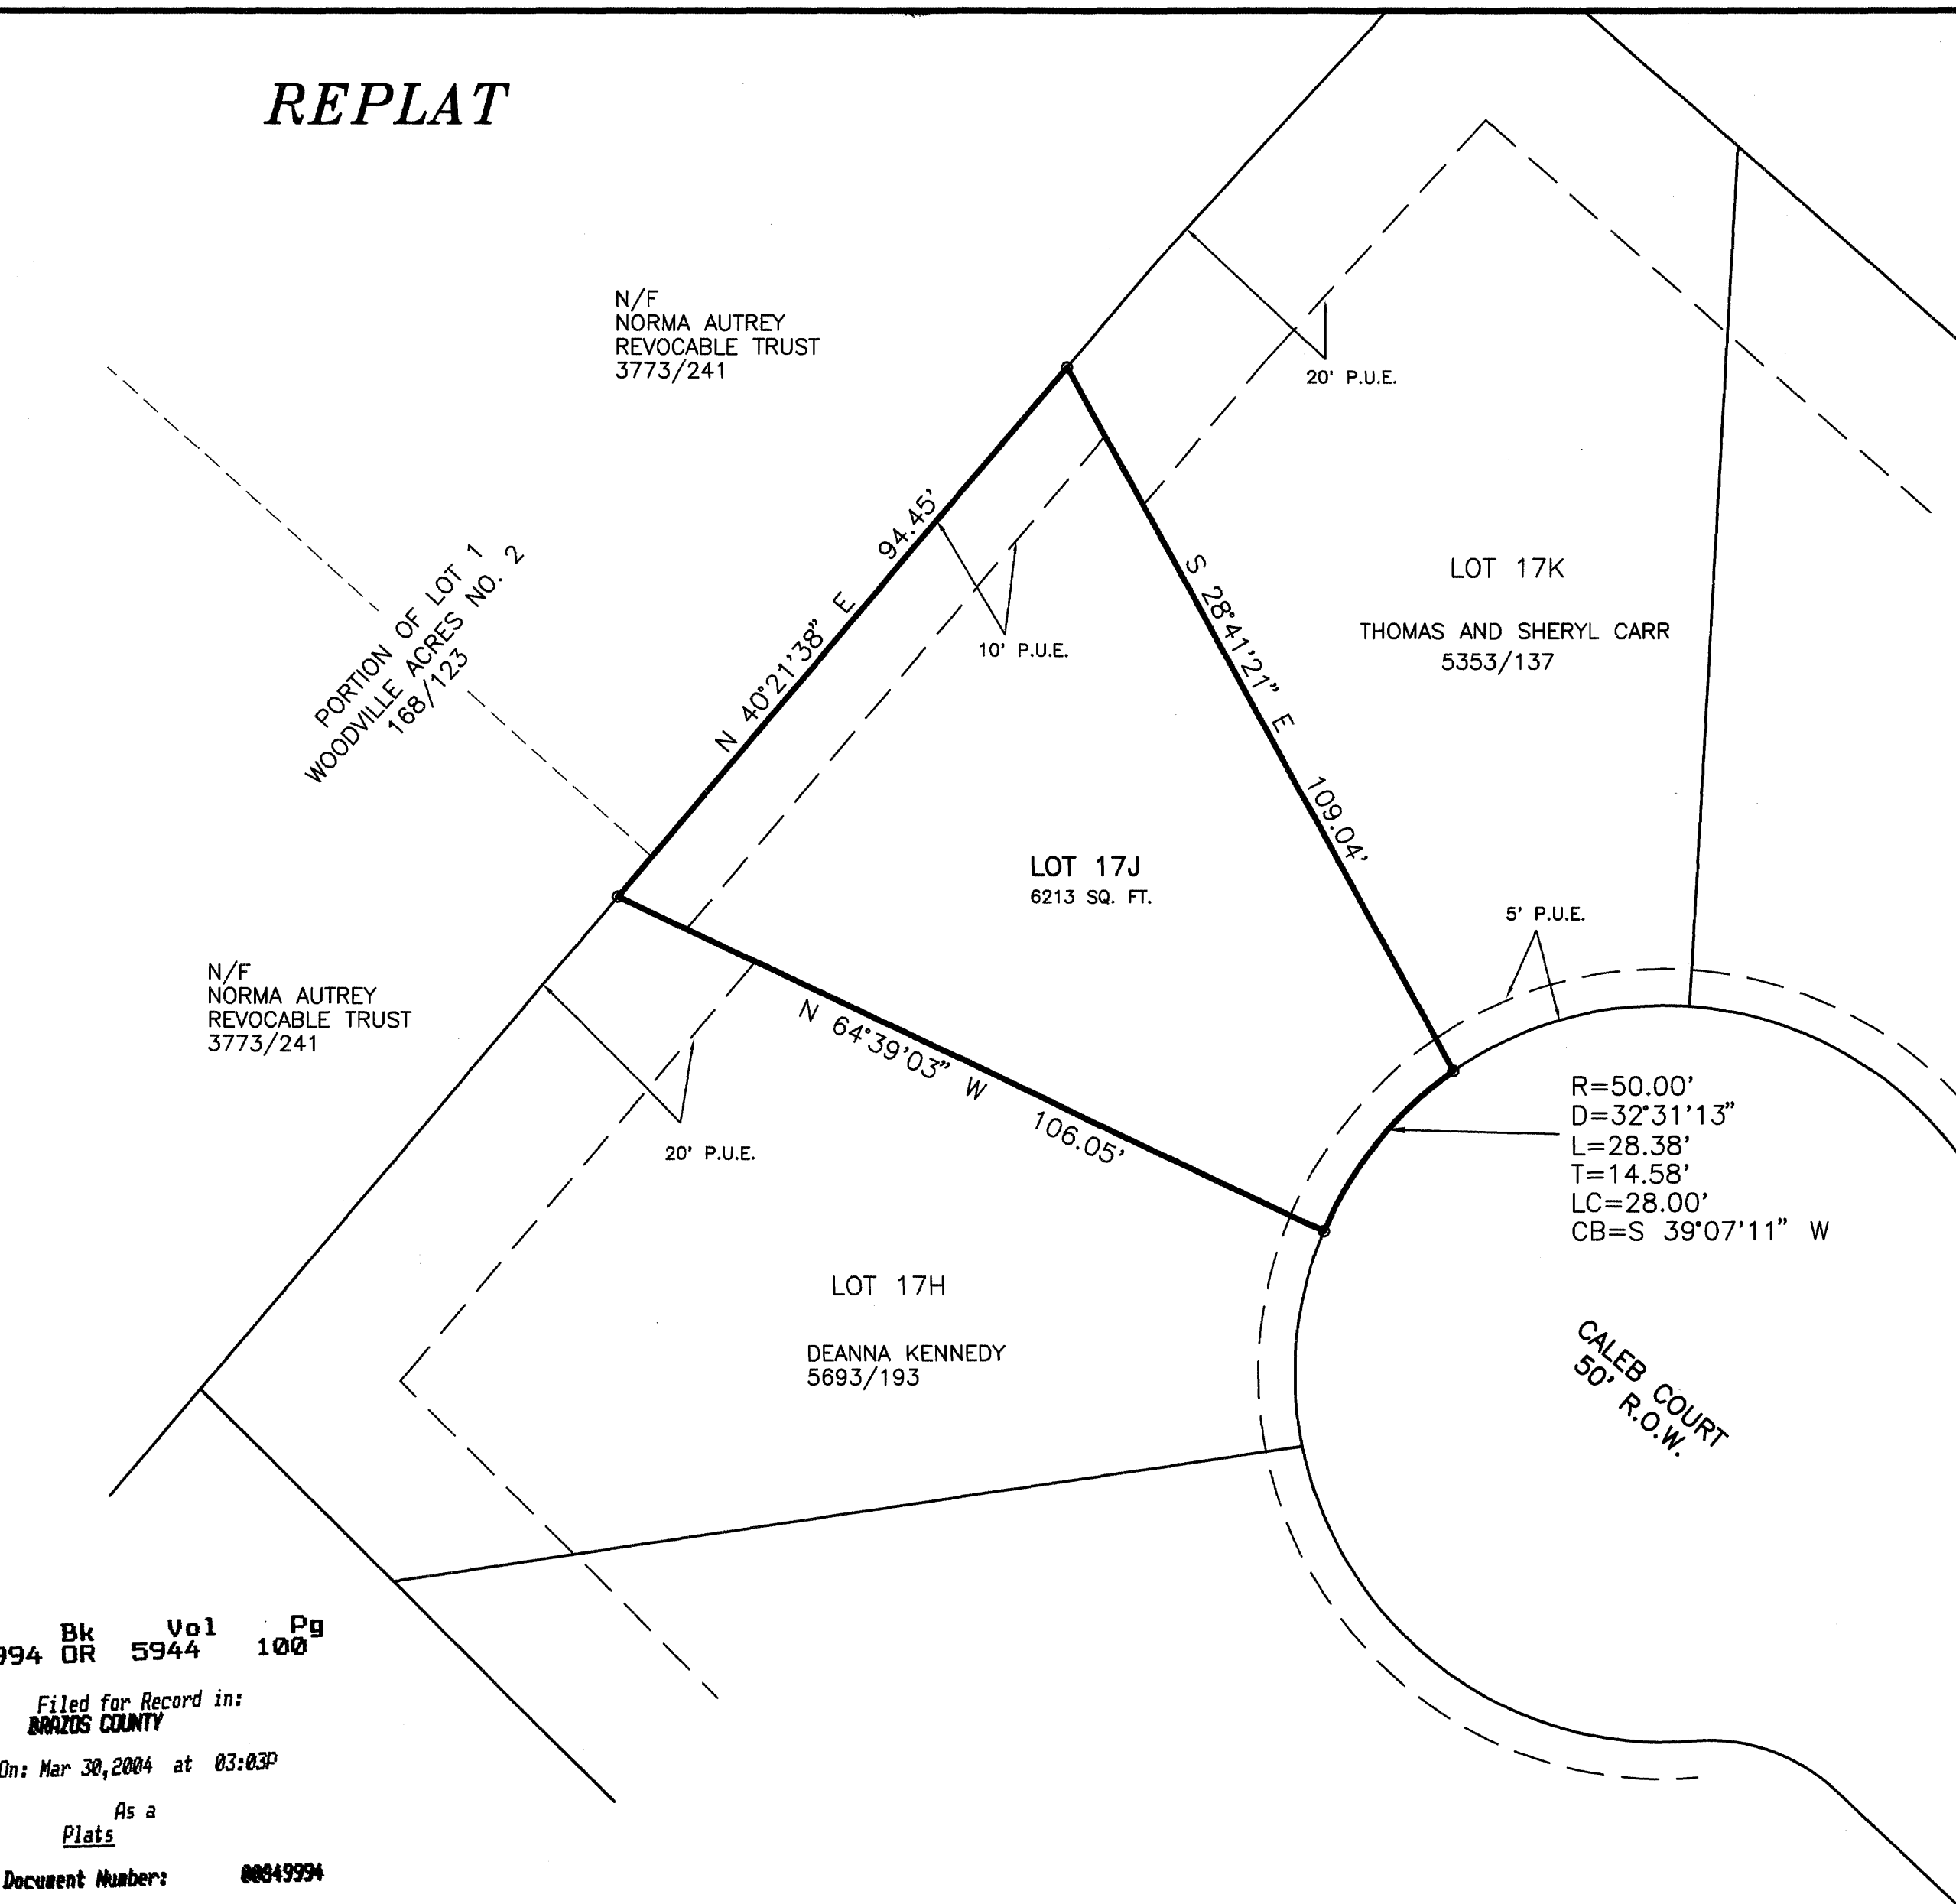 REPLAT
N/F
NORMA AUTREY
REVOCABLE TRUST
3773/241
20' P.U.E.
94.45'
N 40°21'38" E
PORTION OF LOT 1
WOODVILLE ACRES NO. 2
168/123
10' P.U.E.
S 28°41'21" E
109.04'
LOT 17K
THOMAS AND SHERYL CARR
5353/137
LOT 17J
6213 SQ. FT.
5' P.U.E.
N/F
NORMA AUTREY
REVOCABLE TRUST
3773/241
N 64°39'03" W
106.05'
20' P.U.E.
R=50.00'
D=32°31'13"
L=28.38'
T=14.58'
LC=28.00'
CB=S 39°07'11" W
LOT 17H
DEANNA KENNEDY
5693/193
CALEB COURT
50' R.O.W.
Bk Vol Pg
994 OR 5944 100
Filed for Record in:
BRAZOS COUNTY
On: Mar 30,2004 at 03:03P
As a
Plats
Document Number: 00849994